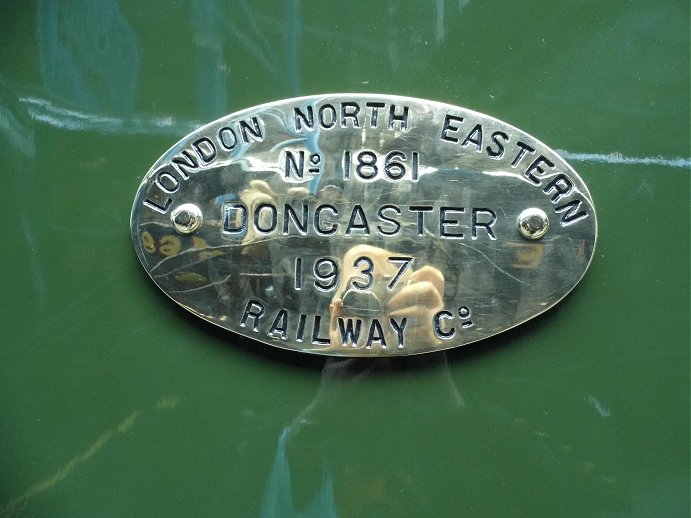 LONDON NORTH EASTERN
Nº 1861
DONCASTER
1937
RAILWAY Cº